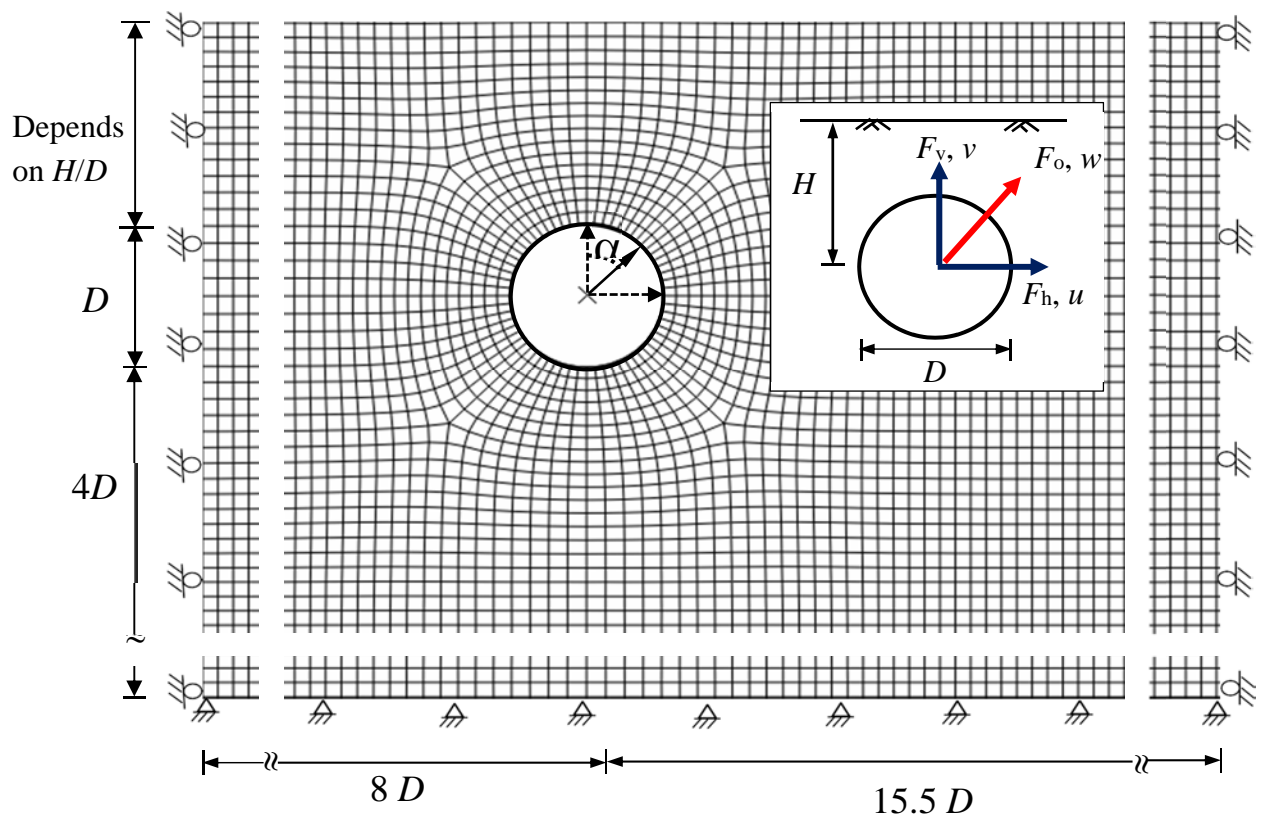 Depends
on H/D
D
4D
α
H
Fv, v
Fo, w
Fh, u
D
8 D
15.5 D